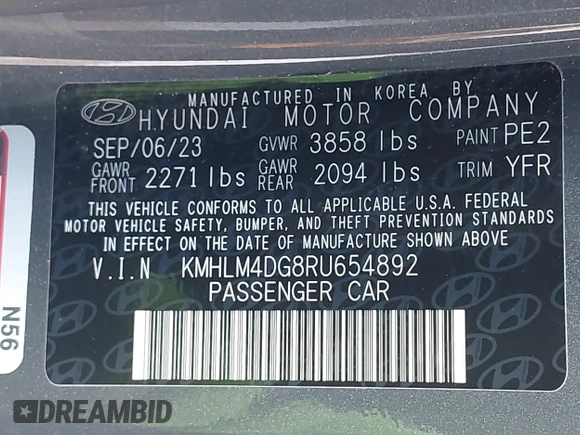 MANUFACTURED IN KOREA BY
HYUNDAI MOTOR COMPANY
SEP/06/23 GVWR 3858 lbs PAINT PE2
GAWR FRONT 2271 lbs GAWR REAR 2094 lbs TRIM YFR
THIS VEHICLE CONFORMS TO ALL APPLICABLE U.S.A. FEDERAL
MOTOR VEHICLE SAFETY, BUMPER, AND THEFT PREVENTION STANDARDS
IN EFFECT ON THE DATE OF MANUFACTURE SHOWN ABOVE
V.I.N KMHLM4DG8RU654892
PASSENGER CAR
N56
DREAMBID